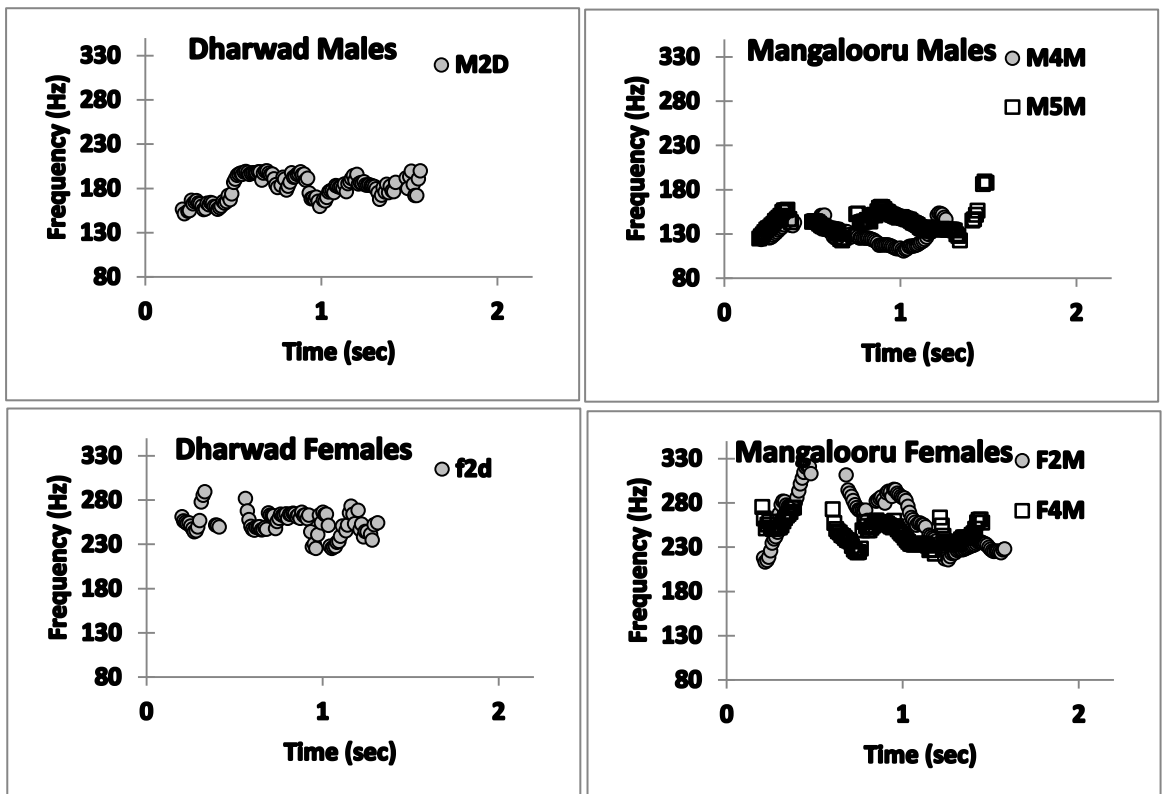 Dharwad Males
M2D
Frequency (Hz)
330
280
230
180
130
80
0 1 2
Time (sec)
Mangalooru Males
M4M
M5M
Frequency (Hz)
330
280
230
180
130
80
0 1 2
Time (sec)
Dharwad Females
f2d
Frequency (Hz)
330
280
230
180
130
80
0 1 2
Time (sec)
Mangalooru Females
F2M
F4M
Frequency (Hz)
330
280
230
180
130
80
0 1 2
Time (sec)